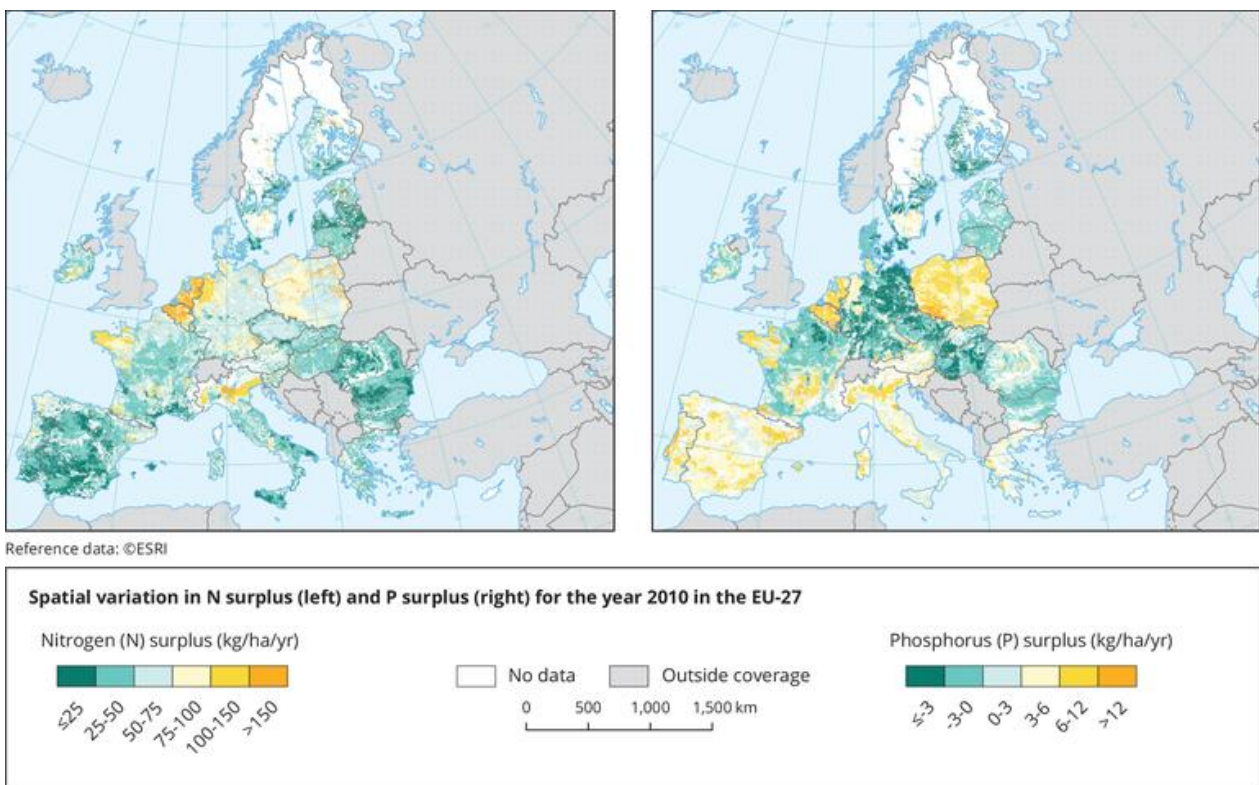 Reference data: ©ESRI
Spatial variation in N surplus (left) and P surplus (right) for the year 2010 in the EU-27
Nitrogen (N) surplus (kg/ha/yr)
≤25
25-50
50-75
75-100
100-150
>150
No data
Outside coverage
0 500 1,000 1,500 km
Phosphorus (P) surplus (kg/ha/yr)
≤-3
-3-0
0-3
3-6
6-12
>12